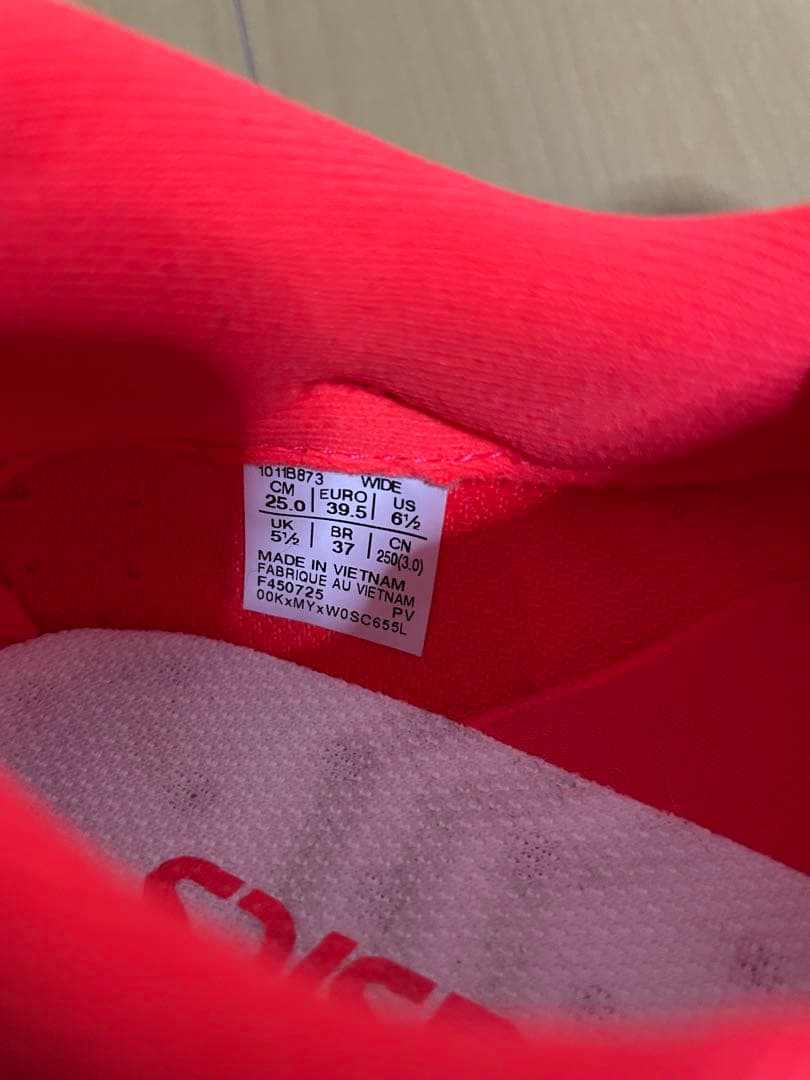 1011B873 WIDE
CM EURO US
25.0 39.5 6½
UK BR CN
5½ 37 250(3.0)
MADE IN VIETNAM
FABRIQUE AU VIETNAM
F450725 PV
00KxMYxW0SC655L
asics